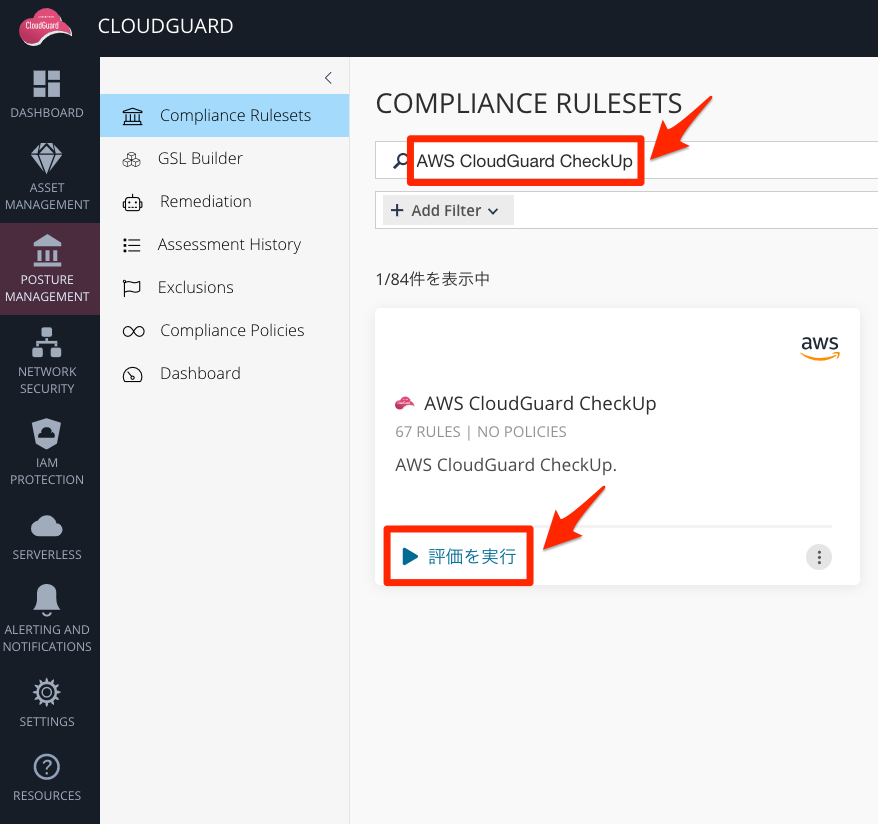 CloudGuard
CLOUDGUARD
DASHBOARD
ASSET
MANAGEMENT
POSTURE
MANAGEMENT
NETWORK
SECURITY
IAM
PROTECTION
SERVERLESS
ALERTING AND
NOTIFICATIONS
SETTINGS
RESOURCES
Compliance Rulesets
GSL Builder
Remediation
Assessment History
Exclusions
Compliance Policies
Dashboard
COMPLIANCE RULESETS
AWS CloudGuard CheckUp
+ Add Filter
1/84件を表示中
aws
AWS CloudGuard CheckUp
67 RULES | NO POLICIES
AWS CloudGuard CheckUp.
評価を実行